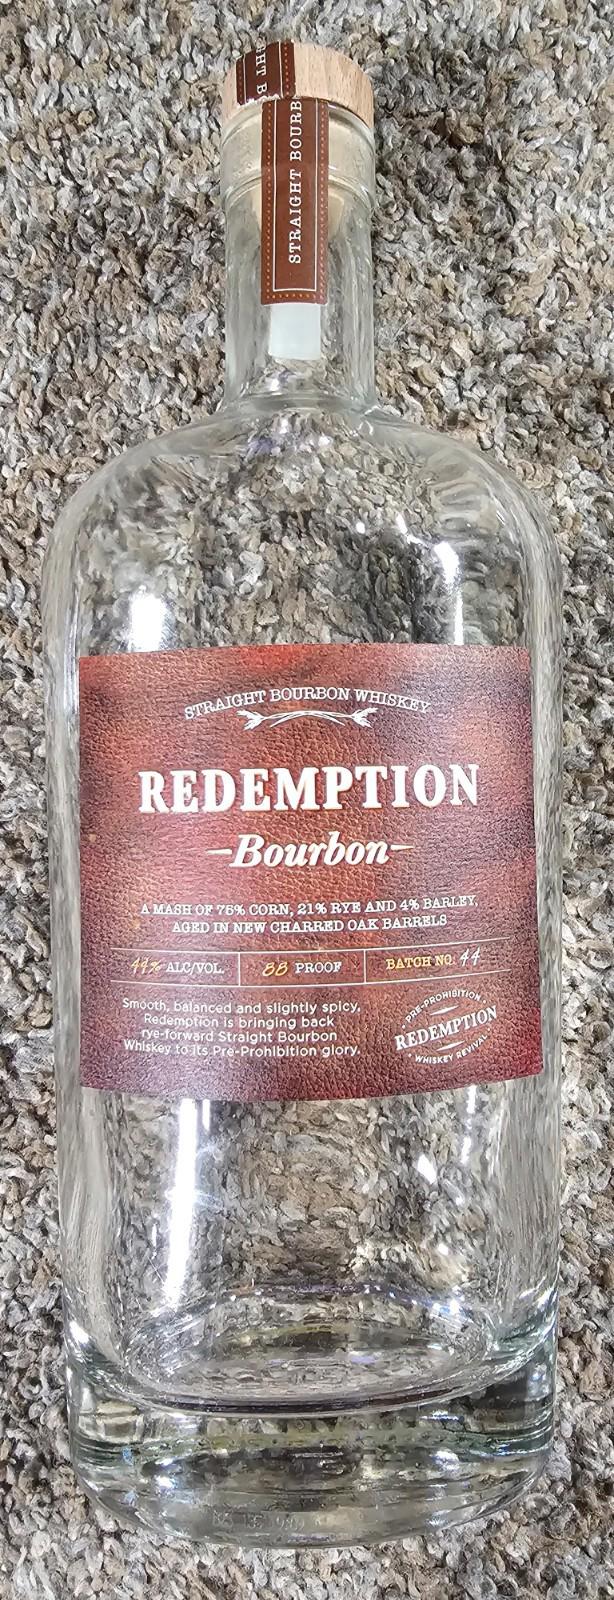 GHT B
STRAIGHT BOURB
STRAIGHT BOURBON WHISKEY
REDEMPTION
-Bourbon-
A MASH OF 75% CORN, 21% RYE AND 4% BARLEY,
AGED IN NEW CHARRED OAK BARRELS
44% ALC/VOL. 88 PROOF BATCH NO. 44
Smooth, balanced and slightly spicy,
Redemption is bringing back
rye-forward Straight Bourbon
Whiskey to its Pre-Prohibition glory.
• PRE-PROHIBITION •
REDEMPTION
• WHISKEY REVIVAL •